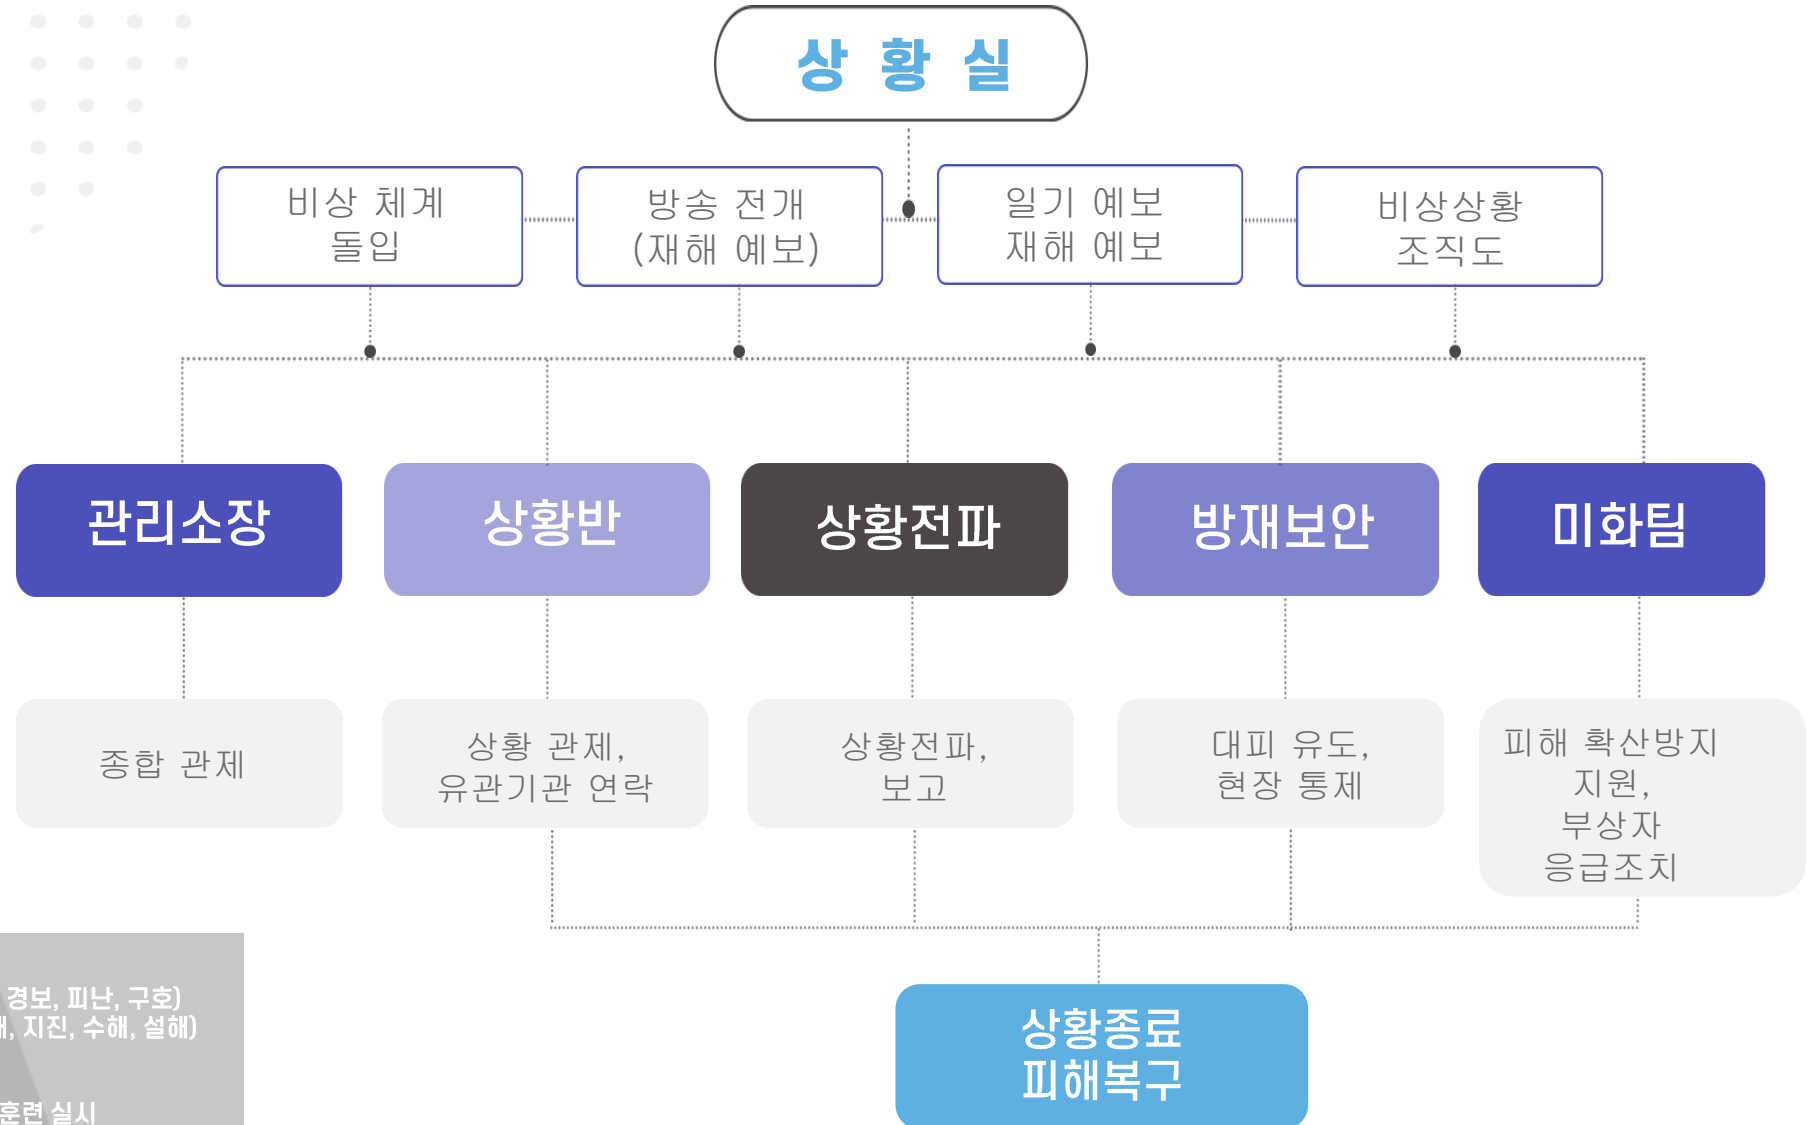 상 황 실
비상 체계
돌입
방송 전개
(재해 예보)
일기 예보
재해 예보
비상상황
조직도
관리소장
상황반
상황전파
방재보안
미화팀
종합 관제
상황 관제,
유관기관 연락
상황전파,
보고
대피 유도,
현장 통제
피해 확산방지
지원,
부상자
응급조치
상황종료
피해복구
경보, 피난, 구호)
지진, 수해, 설해)
훈련 실시